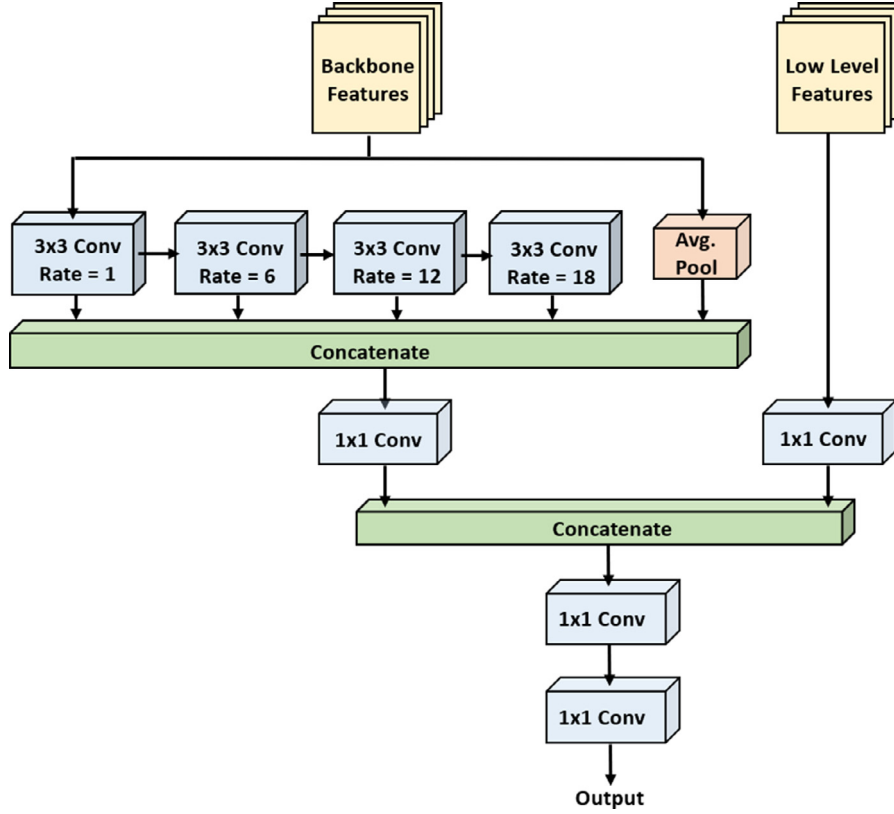 Backbone
Features
Low Level
Features
3x3 Conv
Rate = 1
3x3 Conv
Rate = 6
3x3 Conv
Rate = 12
3x3 Conv
Rate = 18
Avg.
Pool
Concatenate
1x1 Conv
1x1 Conv
Concatenate
1x1 Conv
1x1 Conv
Output